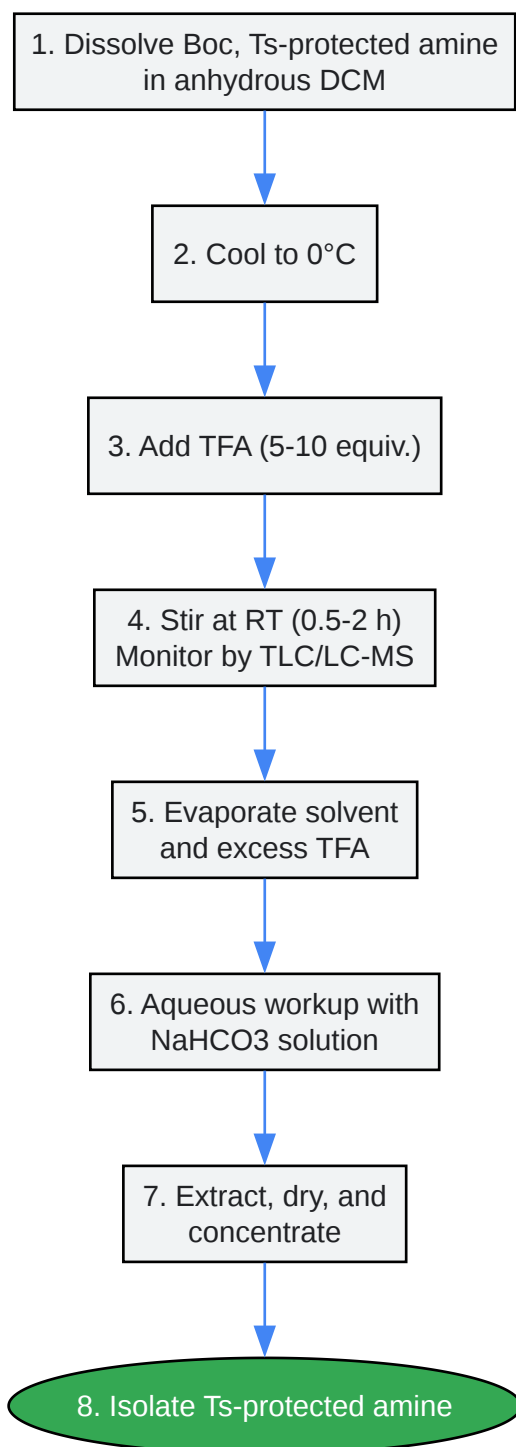 1. Dissolve Boc, Ts-protected amine
in anhydrous DCM
2. Cool to 0°C
3. Add TFA (5-10 equiv.)
4. Stir at RT (0.5-2 h)
Monitor by TLC/LC-MS
5. Evaporate solvent
and excess TFA
6. Aqueous workup with
NaHCO3 solution
7. Extract, dry, and
concentrate
8. Isolate Ts-protected amine